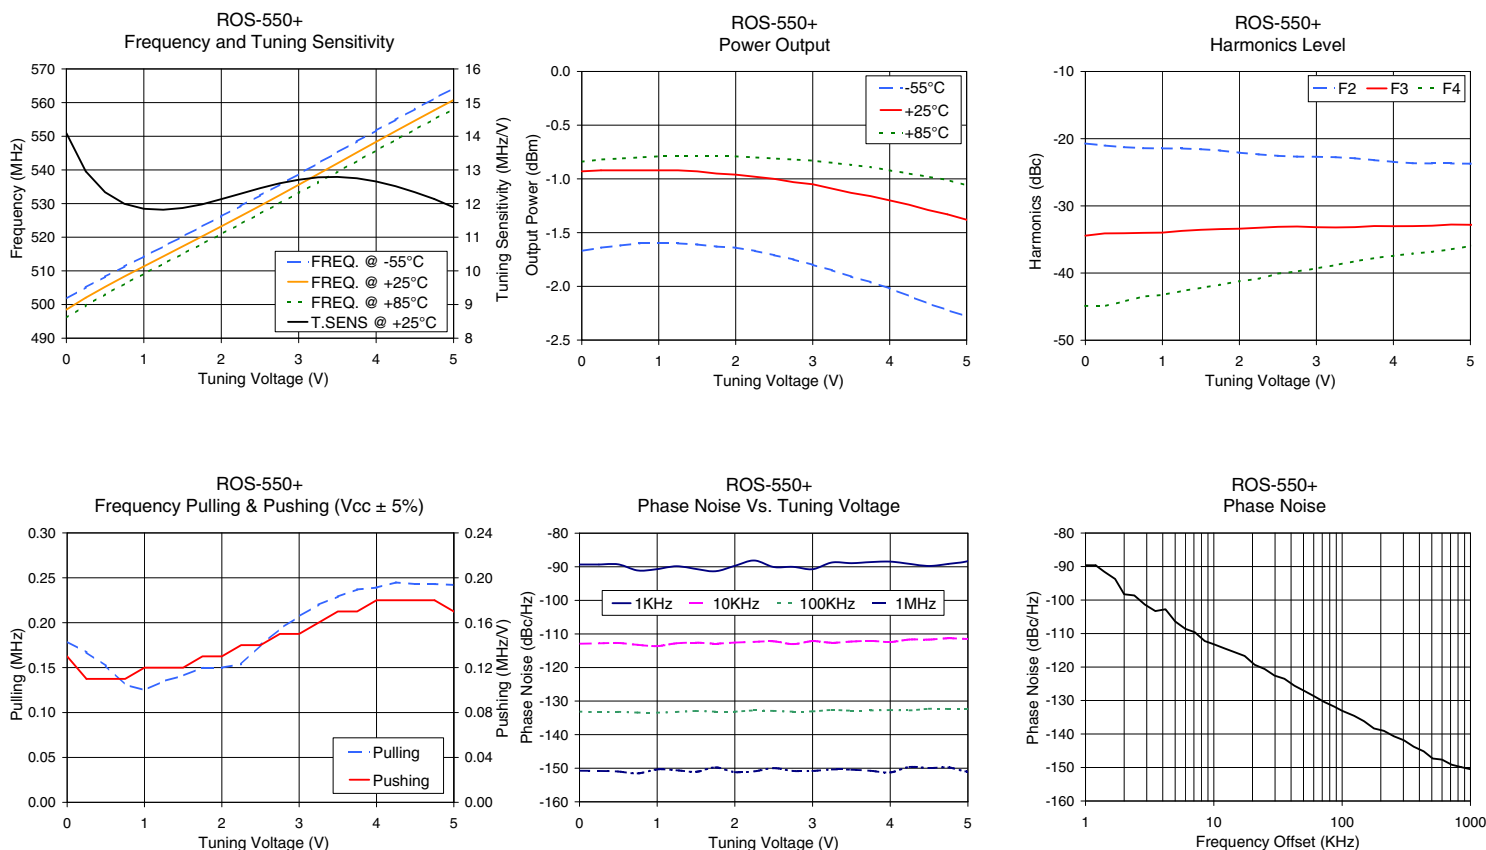 ROS-550+
Frequency and Tuning Sensitivity
570
560
550
540
530
520
510
500
490
16
15
14
13
12
11
10
9
8
Frequency (MHz)
Tuning Sensitivity (MHz/V)
FREQ. @ -55°C
FREQ. @ +25°C
FREQ. @ +85°C
T.SENS @ +25°C
0 1 2 3 4 5
Tuning Voltage (V)
ROS-550+
Power Output
0.0
-0.5
-1.0
-1.5
-2.0
-2.5
Output Power (dBm)
-55°C
+25°C
+85°C
0 1 2 3 4 5
Tuning Voltage (V)
ROS-550+
Harmonics Level
-10
-20
-30
-40
-50
Harmonics (dBc)
F2 F3 F4
0 1 2 3 4 5
Tuning Voltage (V)
ROS-550+
Frequency Pulling & Pushing (Vcc ± 5%)
0.30
0.25
0.20
0.15
0.10
0.05
0.00
0.24
0.20
0.16
0.12
0.08
0.04
0.00
Pulling (MHz)
Pushing (MHz/V)
Pulling
Pushing
0 1 2 3 4 5
Tuning Voltage (V)
ROS-550+
Phase Noise Vs. Tuning Voltage
-80
-90
-100
-110
-120
-130
-140
-150
-160
Phase Noise (dBc/Hz)
1KHz 10KHz 100KHz 1MHz
0 1 2 3 4 5
Tuning Voltage (V)
ROS-550+
Phase Noise
-80
-90
-100
-110
-120
-130
-140
-150
-160
Phase Noise (dBc/Hz)
1 10 100 1000
Frequency Offset (KHz)